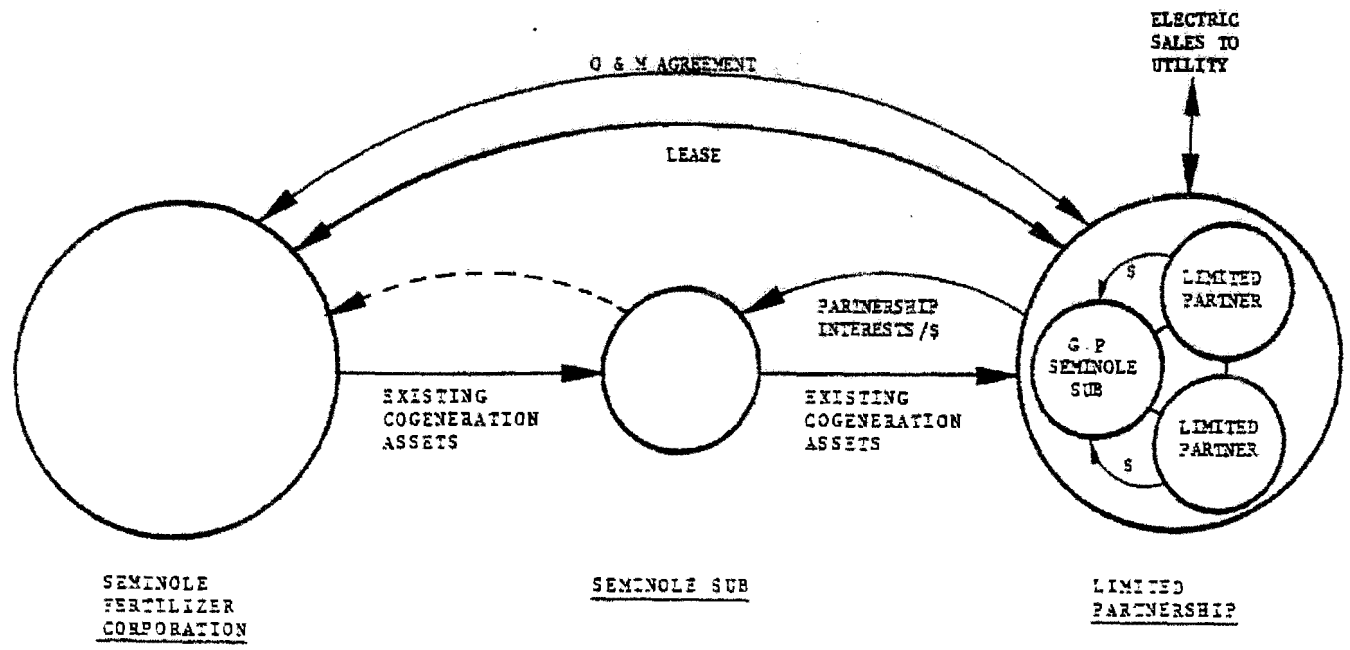 ELECTRIC
SALES TO
UTILITY
O & M AGREEMENT
LEASE
$
LIMITED
PARTNER
PARTNERSHIP
INTERESTS/$
G.P
SEMINOLE
SUB
EXISTING
COGENERATION
ASSETS
EXISTING
COGENERATION
ASSETS
LIMITED
PARTNER
$
SEMINOLE
FERTILIZER
CORPORATION
SEMINOLE SUB
LIMITED
PARTNERSHIP